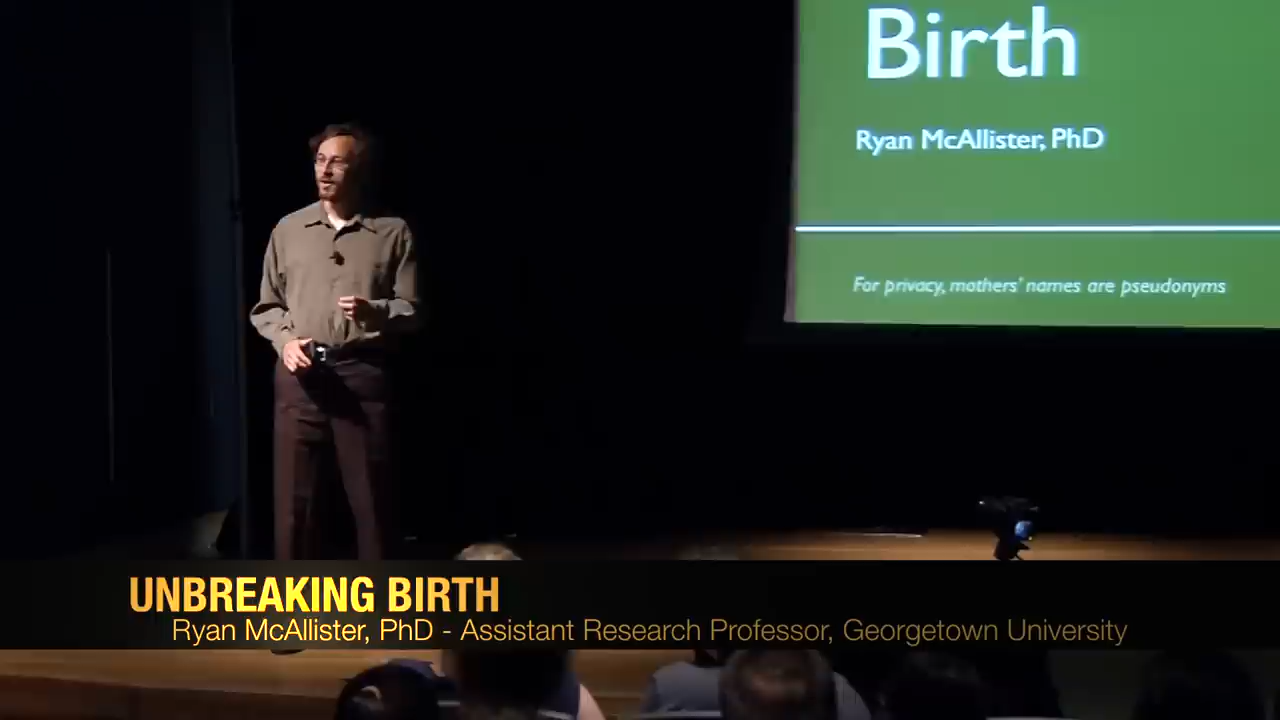 Birth
Ryan McAllister, PhD
For privacy, mothers' names are pseudonyms
UNBREAKING BIRTH
Ryan McAllister, PhD - Assistant Research Professor, Georgetown University